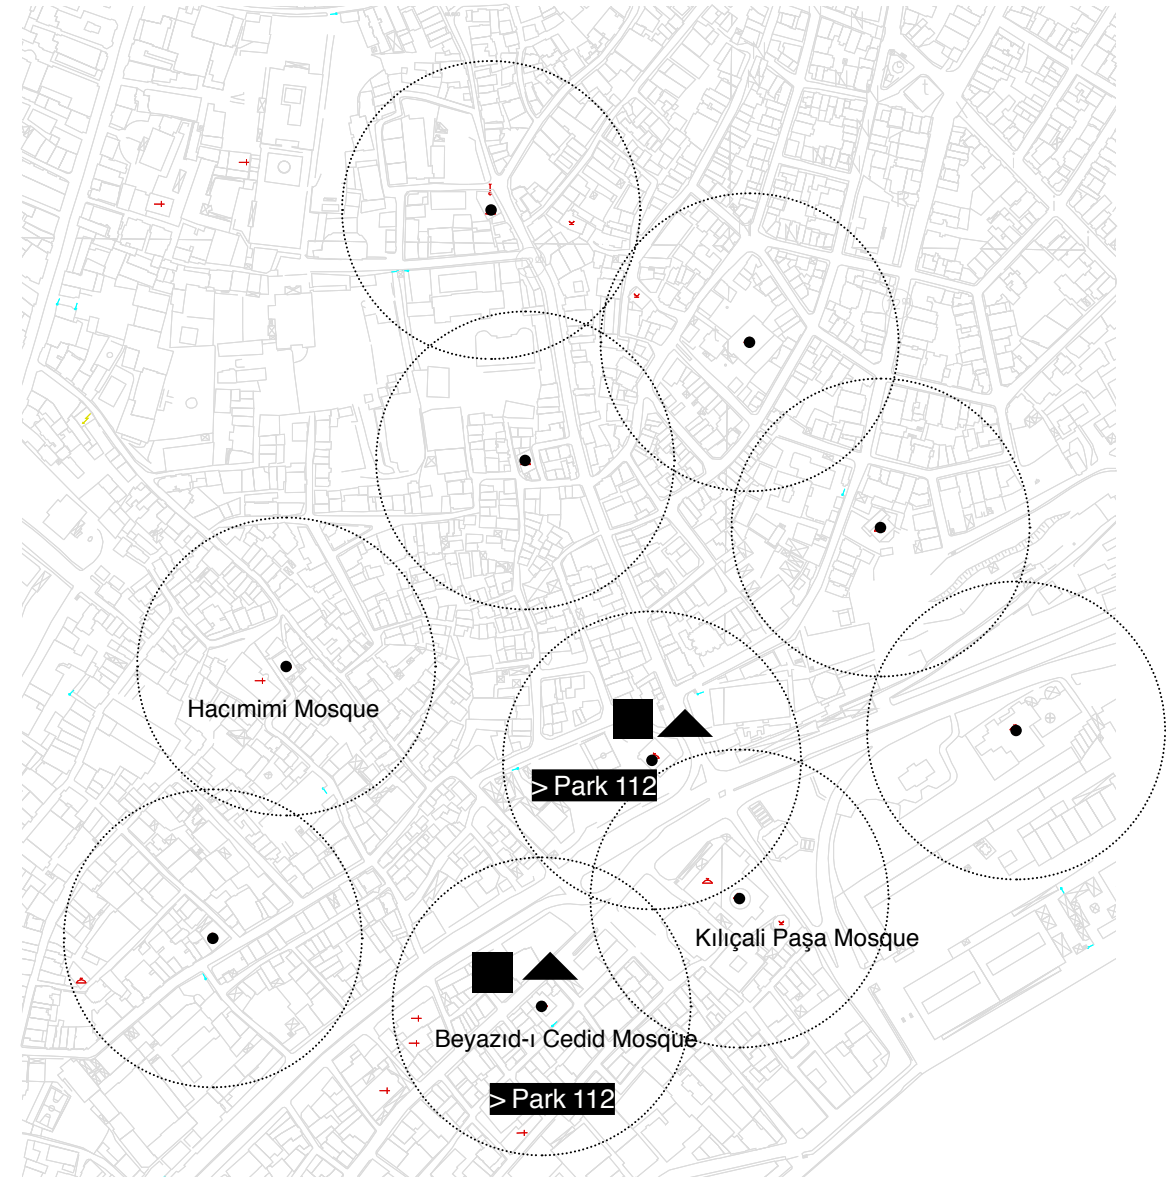 Hacımimi Mosque
> Park 112
Kılıçali Paşa Mosque
Beyazıd-ı Cedid Mosque
> Park 112